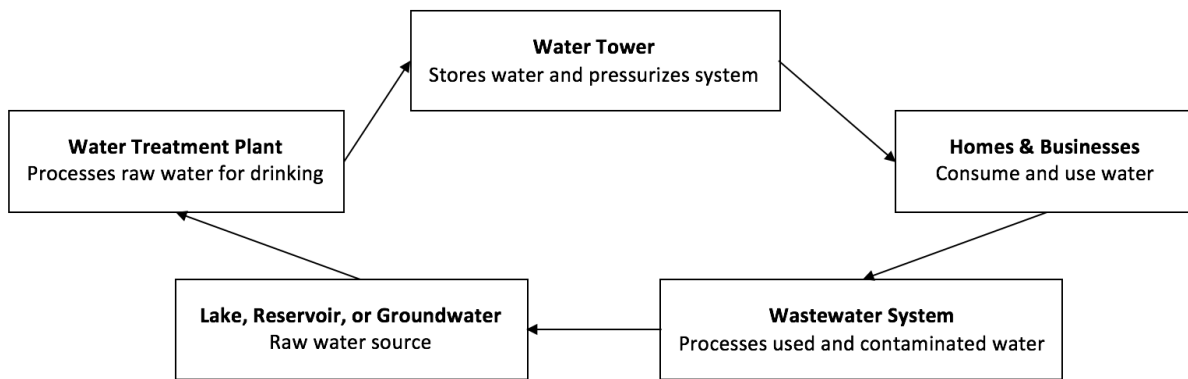 Water Tower
Stores water and pressurizes system
Water Treatment Plant
Processes raw water for drinking
Homes & Businesses
Consume and use water
Lake, Reservoir, or Groundwater
Raw water source
Wastewater System
Processes used and contaminated water